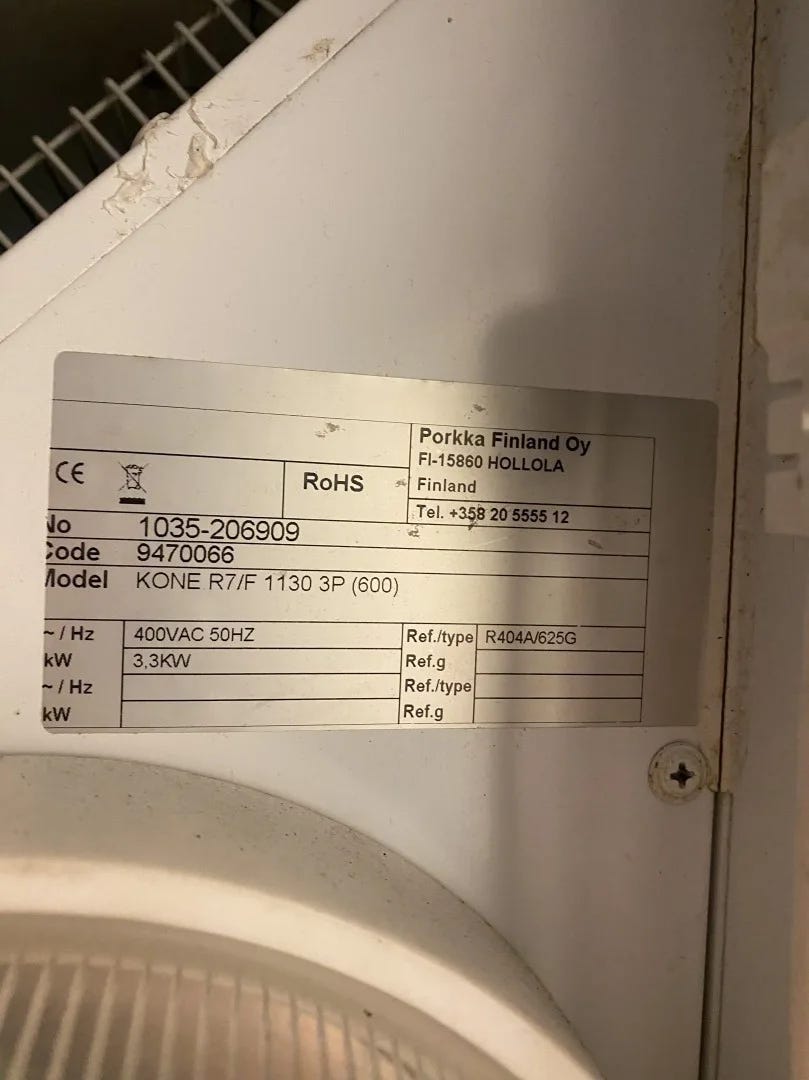 Porkka Finland Oy
FI-15860 HOLLOLA
Finland
Tel. +358 20 5555 12
CE
RoHS
No 1035-206909
Code 9470066
Model KONE R7/F 1130 3P (600)
~ / Hz 400VAC 50HZ Ref./type R404A/625G
kW 3,3KW Ref.g
~ / Hz Ref./type
kW Ref.g